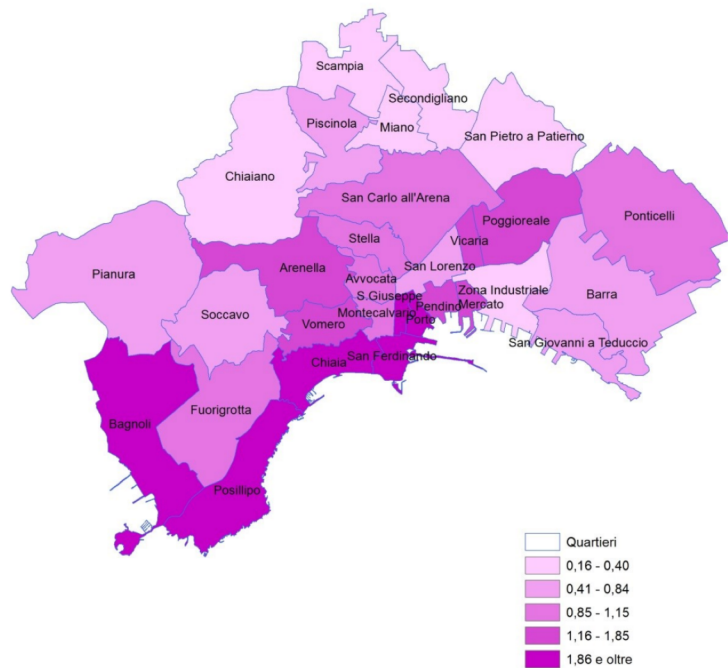 Scampia
Secondigliano
Piscinola
Miano
San Pietro a Patierno
Chiaiano
San Carlo all'Arena
Poggioreale
Ponticelli
Stella
Vicaria
Pianura
Arenella
San Lorenzo
Avvocata
Zona Industriale
Barra
S.Giuseppe
Pendino
Mercato
Soccavo
Montecalvario
Porto
Vomero
San Giovanni a Teduccio
Chiaia
San Ferdinando
Bagnoli
Fuorigrotta
Posillipo
Quartieri
0,16 - 0,40
0,41 - 0,84
0,85 - 1,15
1,16 - 1,85
1,86 e oltre